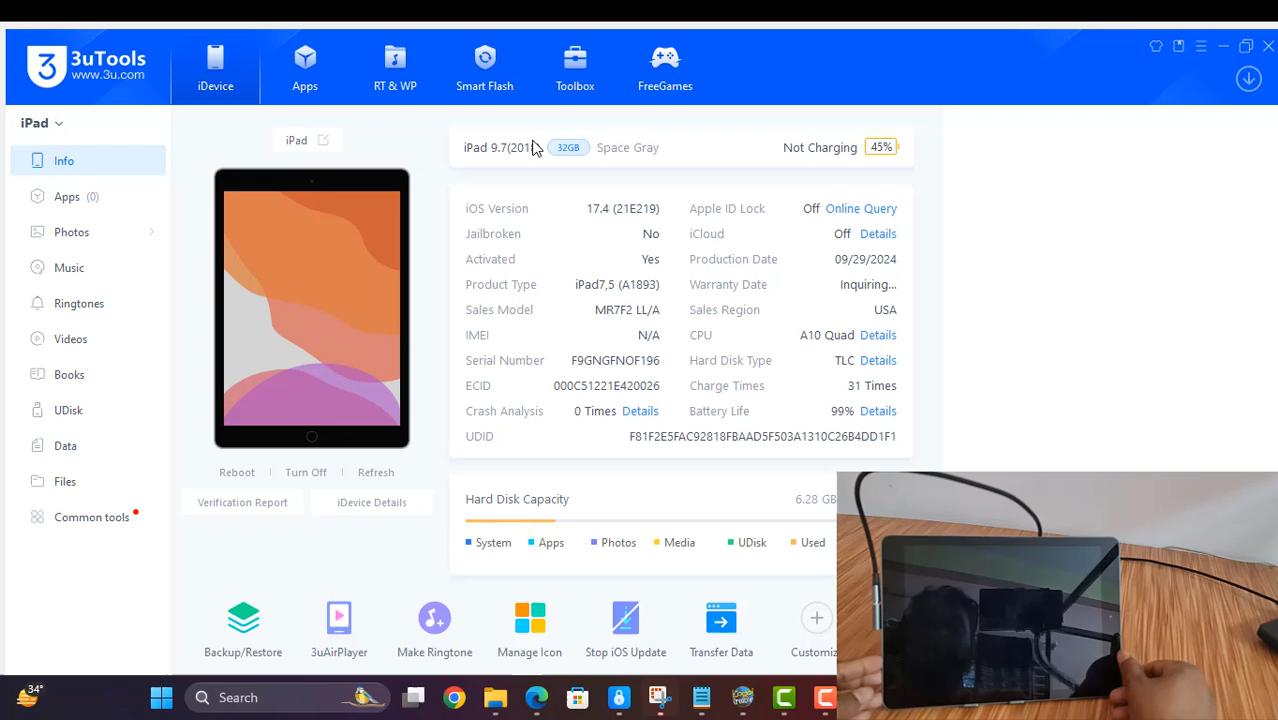 3uTools
www.3u.com
iDevice
Apps
RT & WP
Smart Flash
Toolbox
FreeGames
iPad
Info
Apps (0)
Photos
Music
Ringtones
Videos
Books
UDisk
Data
Files
Common tools
iPad
Reboot Turn Off Refresh
Verification Report iDevice Details
iPad 9.7(201 32GB Space Gray Not Charging 45%
iOS Version 17.4 (21E219) Apple ID Lock Off Online Query
Jailbroken No iCloud Off Details
Activated Yes Production Date 09/29/2024
Product Type iPad7,5 (A1893) Warranty Date Inquiring...
Sales Model MR7F2 LL/A Sales Region USA
IMEI N/A CPU A10 Quad Details
Serial Number F9GNGFNOF196 Hard Disk Type TLC Details
ECID 000C51221E420026 Charge Times 31 Times
Crash Analysis 0 Times Details Battery Life 99% Details
UDID F81F2E5FAC92818FBAAD5F503A1310C26B4DD1F1
Hard Disk Capacity 6.28 GB
System Apps Photos Media UDisk Used
Backup/Restore 3uAirPlayer Make Ringtone Manage Icon Stop iOS Update Transfer Data Customiz
34° Search